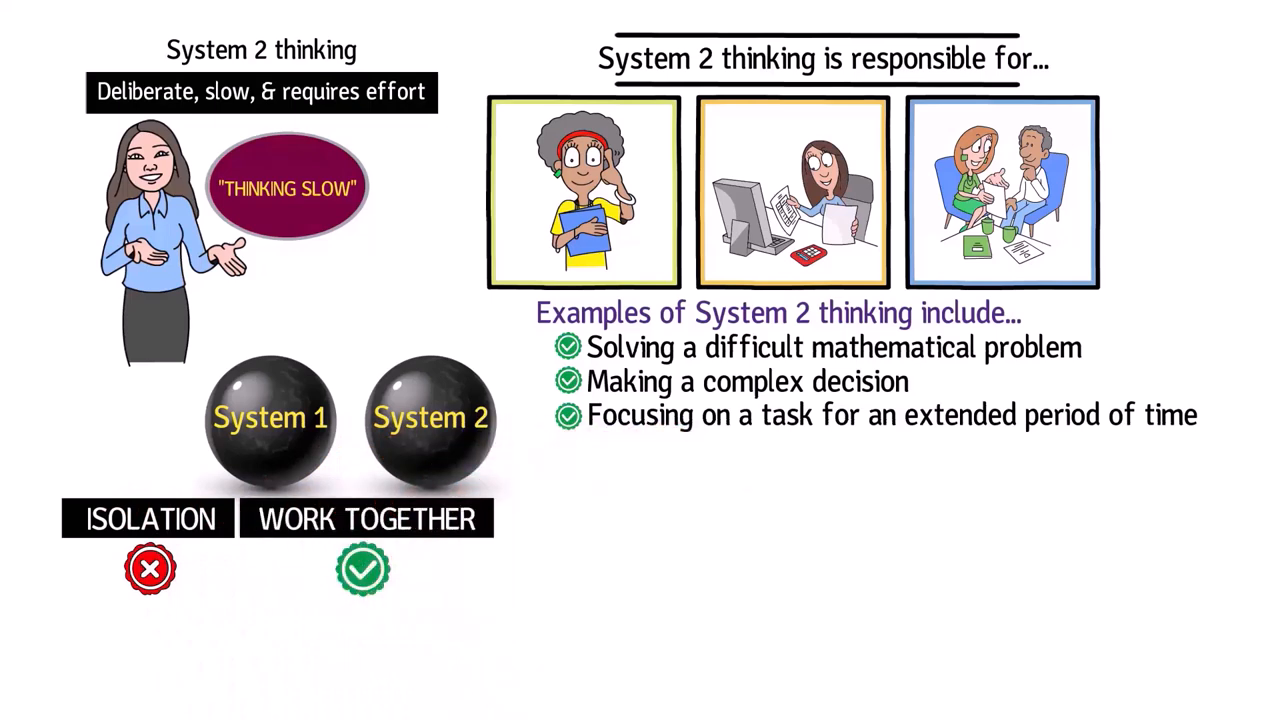 System 2 thinking
Deliberate, slow, & requires effort
"THINKING SLOW"
System 1
System 2
ISOLATION
WORK TOGETHER
System 2 thinking is responsible for...
Examples of System 2 thinking include...
Solving a difficult mathematical problem
Making a complex decision
Focusing on a task for an extended period of time